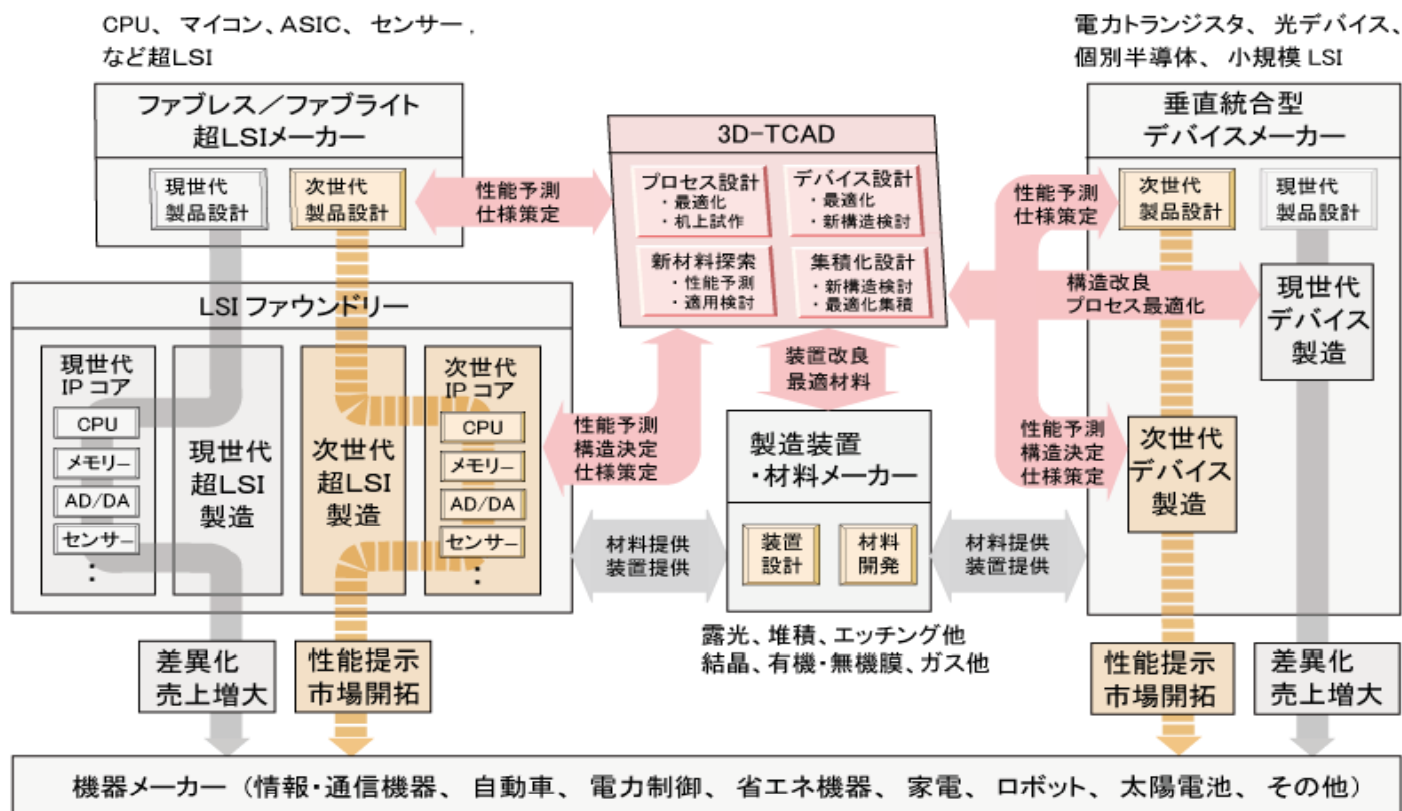 CPU、マイコン、ASIC、センサー、
など超LSI
ファブレス／ファブライト
超LSIメーカー
現世代
製品設計
次世代
製品設計
性能予測
仕様策定
3D-TCAD
プロセス設計
・最適化
・机上試作
デバイス設計
・最適化
・新構造検討
新材料探索
・性能予測
・適用検討
集積化設計
・新構造検討
・最適化集積
電力トランジスタ、光デバイス、
個別半導体、小規模 LSI
垂直統合型
デバイスメーカー
性能予測
仕様策定
次世代
製品設計
現世代
製品設計
構造改良
プロセス最適化
現世代
デバイス
製造
性能予測
構造決定
仕様策定
次世代
デバイス
製造
LSI ファウンドリー
現世代
IP コア
CPU
メモリー
AD/DA
センサー
：
現世代
超LSI
製造
次世代
超LSI
製造
次世代
IP コア
CPU
メモリー
AD/DA
センサー
：
性能予測
構造決定
仕様策定
装置改良
最適材料
製造装置
・材料メーカー
装置
設計
材料
開発
材料提供
装置提供
材料提供
装置提供
露光、堆積、エッチング他
結晶、有機・無機膜、ガス他
差異化
売上増大
性能提示
市場開拓
性能提示
市場開拓
差異化
売上増大
機器メーカー（情報・通信機器、自動車、電力制御、省エネ機器、家電、ロボット、太陽電池、その他）